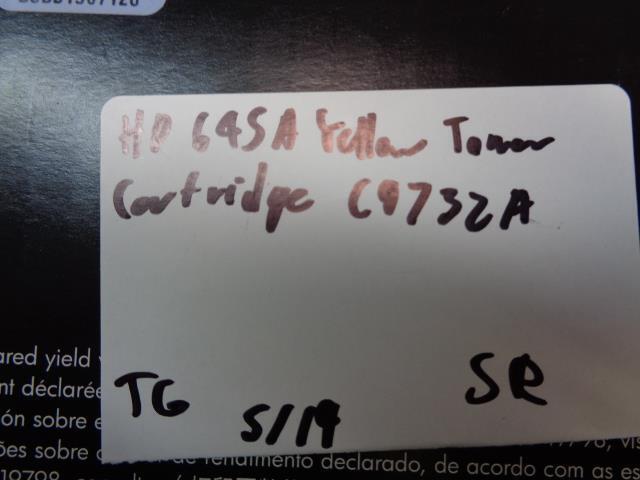 HP 645A Yellow Toner
Cartridge C9732A
ared yield
nt déclarée
TG
SR
ón sobre e
5/19
ões sobre
de rendimento declarado, de acordo com as es